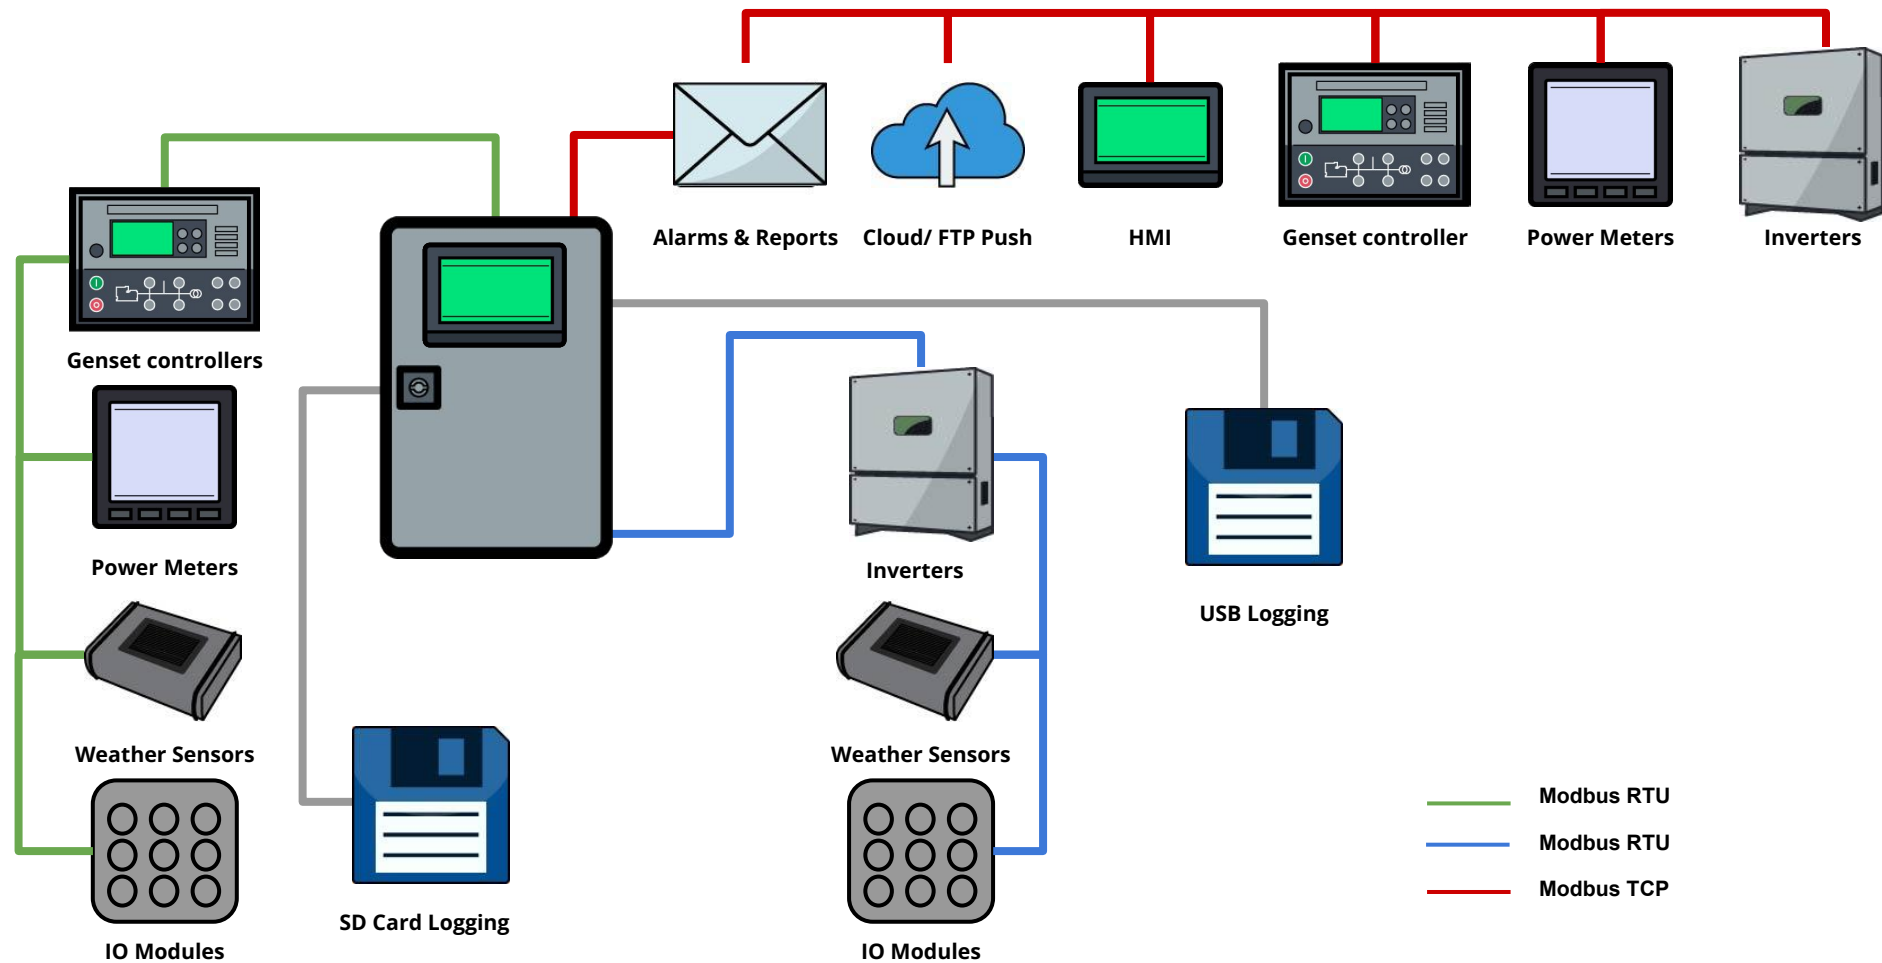 Alarms & Reports
Cloud/ FTP Push
HMI
Genset controller
Power Meters
Inverters
Genset controllers
Power Meters
Inverters
USB Logging
Weather Sensors
Weather Sensors
Modbus RTU
Modbus RTU
Modbus TCP
SD Card Logging
IO Modules
IO Modules